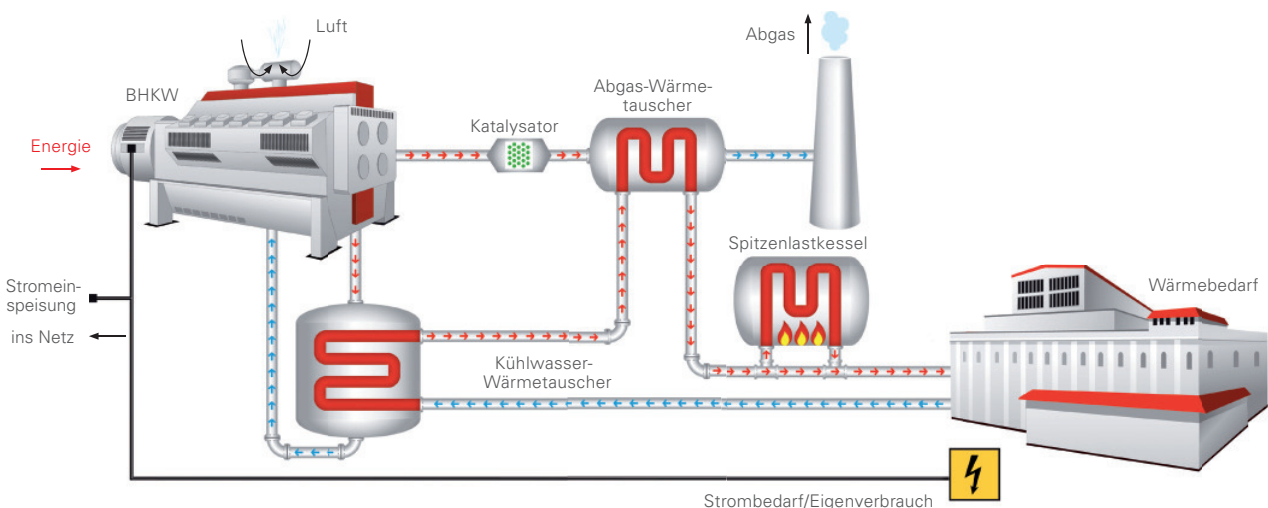 Luft
Abgas
BHKW
Abgas-Wärme-
tauscher
Katalysator
Energie
Spitzenlastkessel
Stromein-
speisung
ins Netz
Wärmebedarf
Kühlwasser-
Wärmetauscher
Strombedarf/Eigenverbrauch